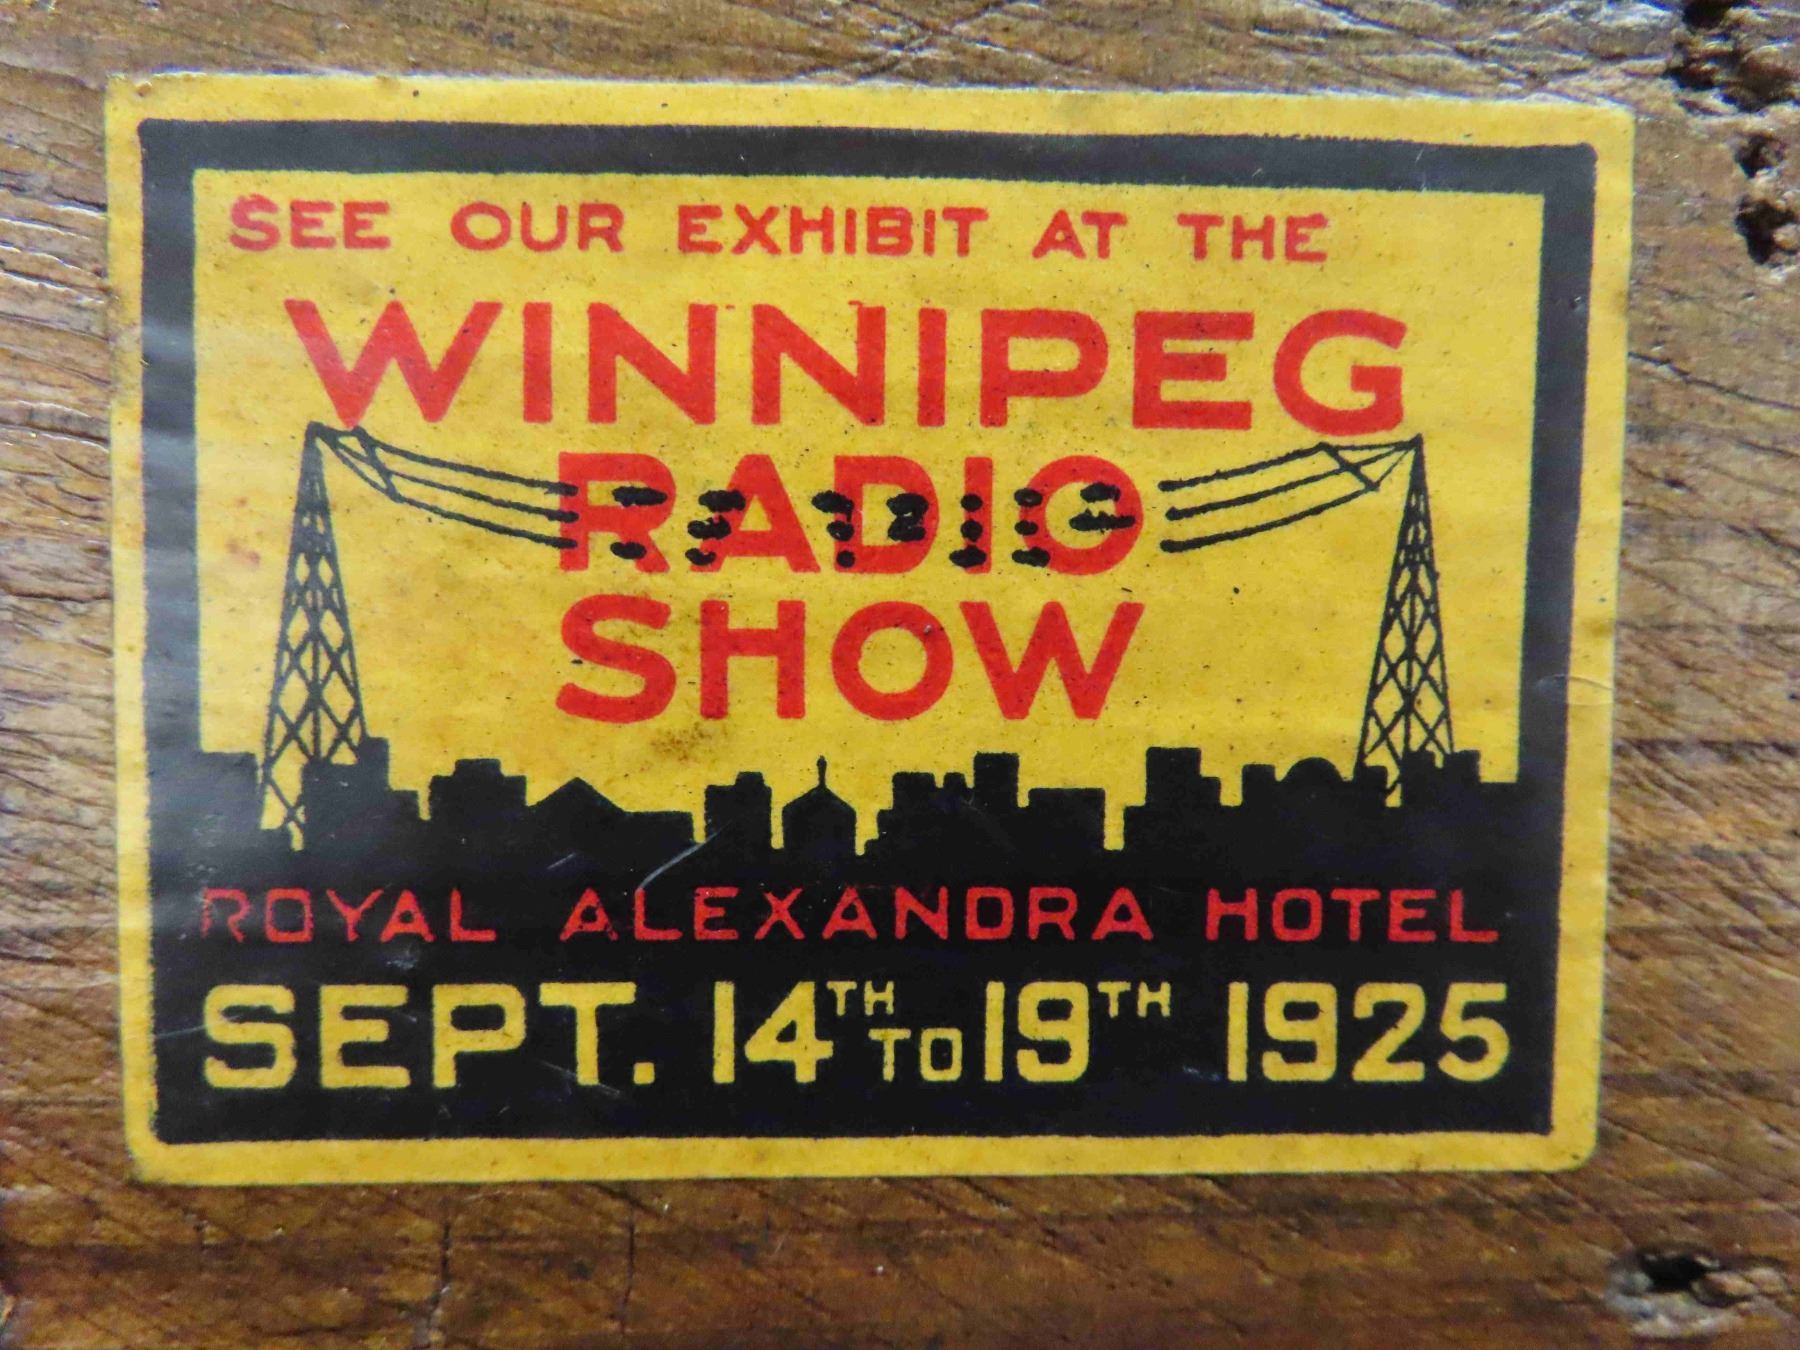 SEE OUR EXHIBIT AT THE
WINNIPEG
RADIO
SHOW
ROYAL ALEXANDRA HOTEL
SEPT. 14TH TO 19TH 1925